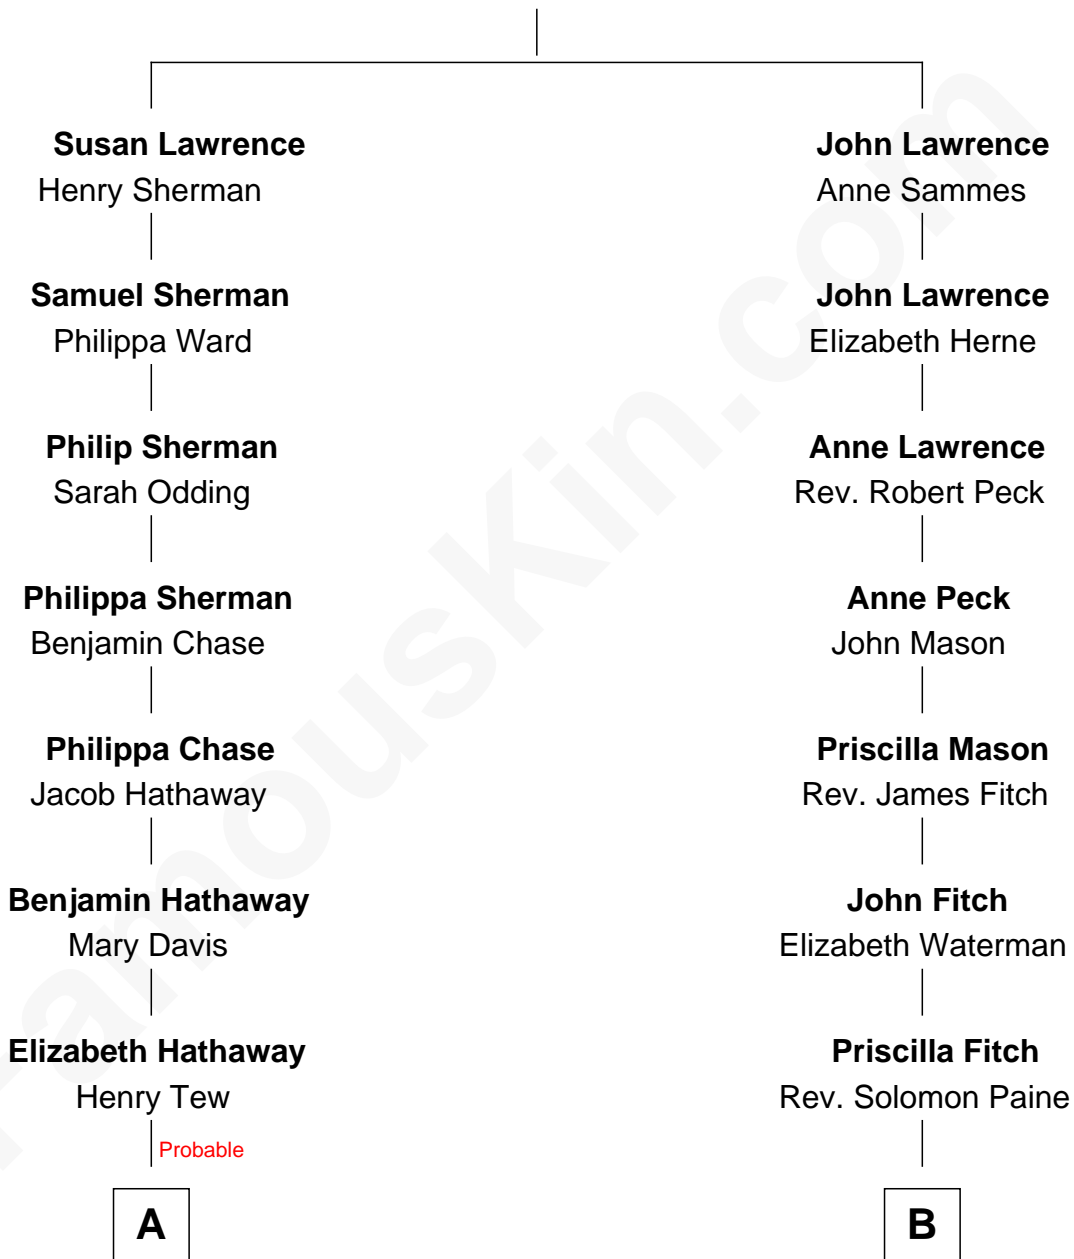 Susan Lawrence
Henry Sherman
Samuel Sherman
Philippa Ward
Philip Sherman
Sarah Odding
Philippa Sherman
Benjamin Chase
Philippa Chase
Jacob Hathaway
Benjamin Hathaway
Mary Davis
Elizabeth Hathaway
Henry Tew
Probable
A
John Lawrence
Anne Sammes
John Lawrence
Elizabeth Herne
Anne Lawrence
Rev. Robert Peck
Anne Peck
John Mason
Priscilla Mason
Rev. James Fitch
John Fitch
Elizabeth Waterman
Priscilla Fitch
Rev. Solomon Paine
B
FamousKin.com